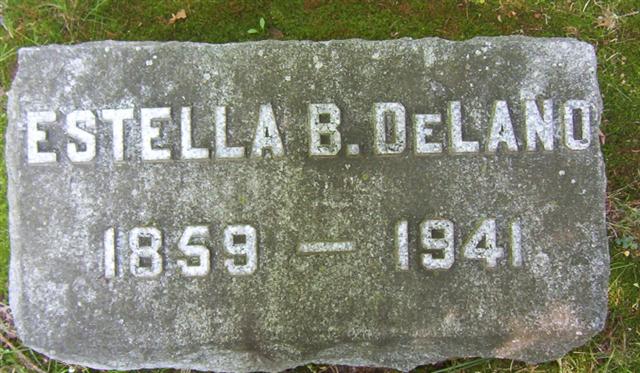 ESTELLA B. DeLANO
1859 — 1941.